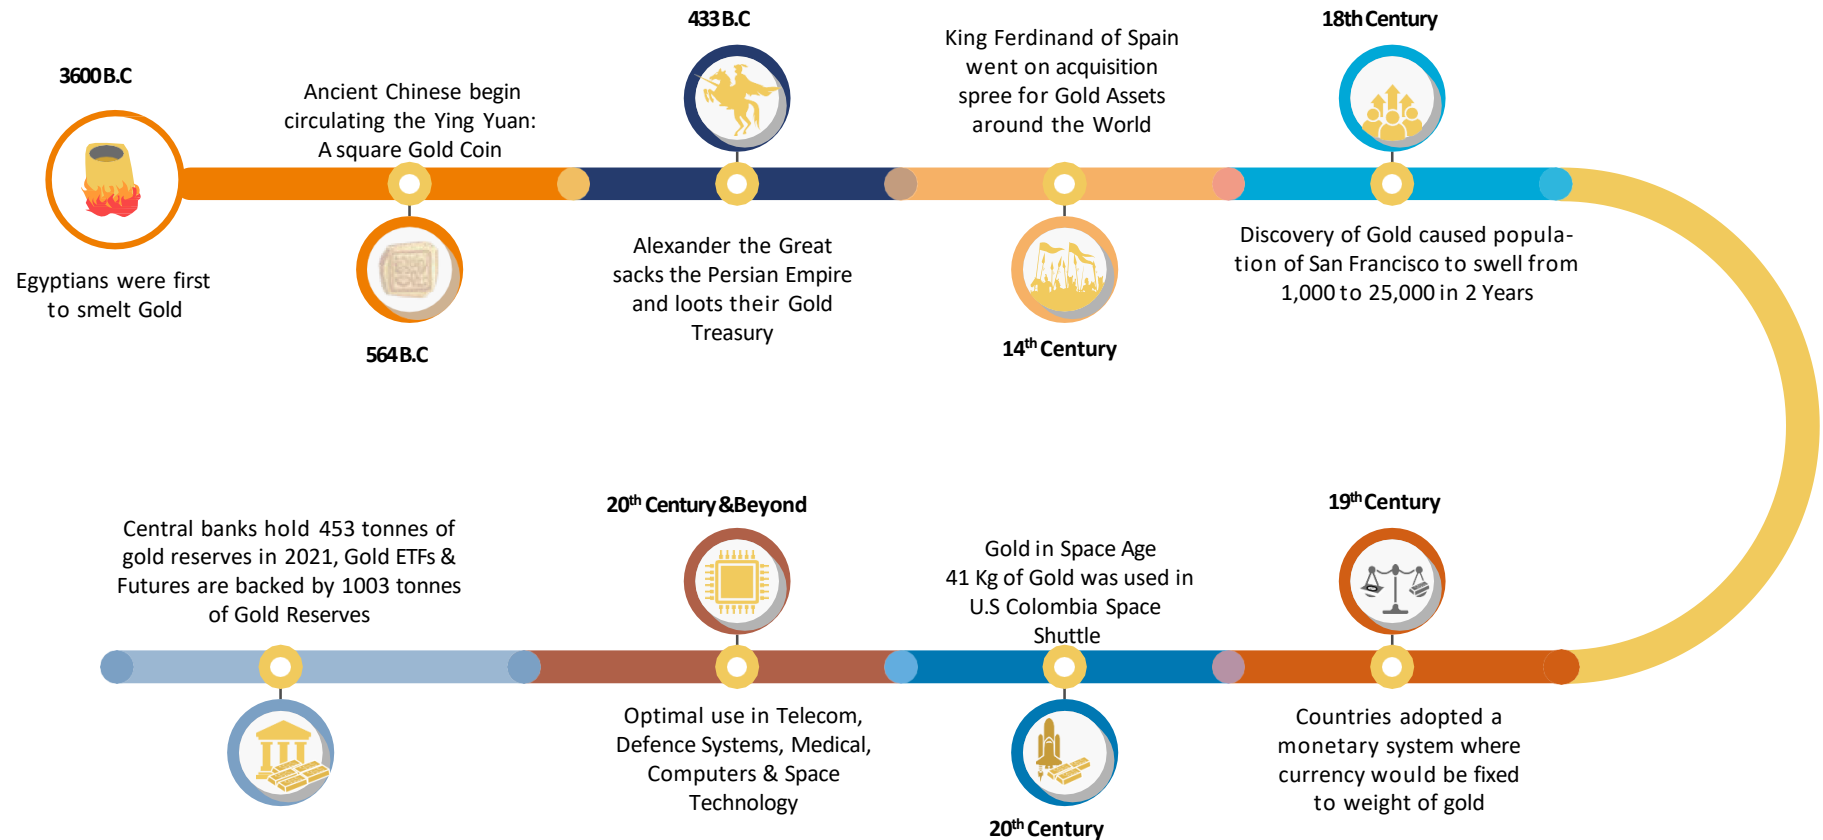 3600 B.C
Egyptians were first
to smelt Gold
Ancient Chinese begin
circulating the Ying Yuan:
A square Gold Coin
564 B.C
433 B.C
Alexander the Great
sacks the Persian Empire
and loots their Gold
Treasury
King Ferdinand of Spain
went on acquisition
spree for Gold Assets
around the World
14th Century
18th Century
Discovery of Gold caused popula-
tion of San Francisco to swell from
1,000 to 25,000 in 2 Years
19th Century
Countries adopted a
monetary system where
currency would be fixed
to weight of gold
Gold in Space Age
41 Kg of Gold was used in
U.S Colombia Space
Shuttle
20th Century
20th Century &Beyond
Optimal use in Telecom,
Defence Systems, Medical,
Computers & Space
Technology
Central banks hold 453 tonnes of
gold reserves in 2021, Gold ETFs &
Futures are backed by 1003 tonnes
of Gold Reserves